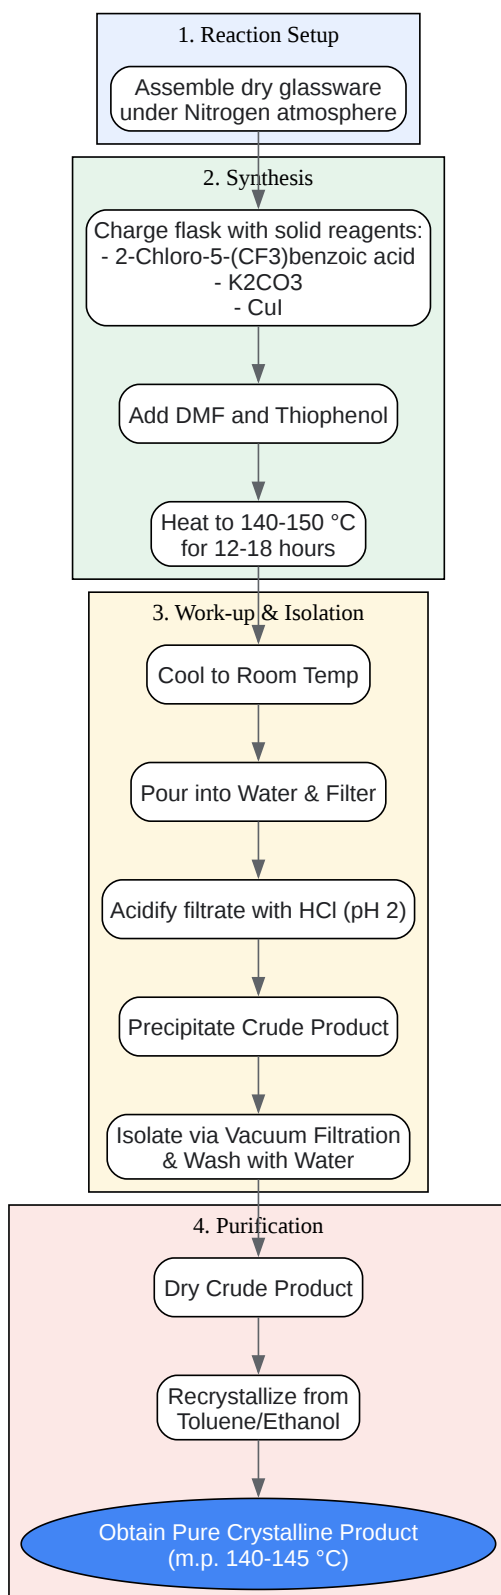 1. Reaction Setup
Assemble dry glassware
under Nitrogen atmosphere
2. Synthesis
Charge flask with solid reagents:
- 2-Chloro-5-(CF3)benzoic acid
- K2CO3
- CuI
Add DMF and Thiophenol
Heat to 140-150 °C
for 12-18 hours
3. Work-up & Isolation
Cool to Room Temp
Pour into Water & Filter
Acidify filtrate with HCl (pH 2)
Precipitate Crude Product
Isolate via Vacuum Filtration
& Wash with Water
4. Purification
Dry Crude Product
Recrystallize from
Toluene/Ethanol
Obtain Pure Crystalline Product
(m.p. 140-145 °C)